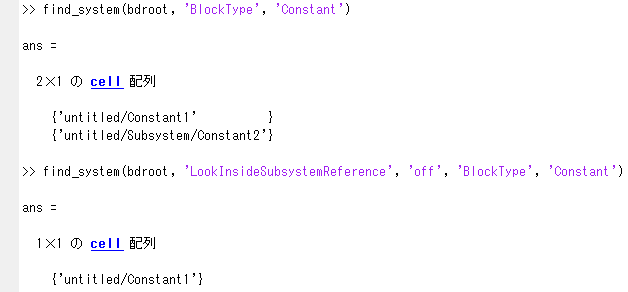 >> find_system(bdroot, 'BlockType', 'Constant')
ans =
2×1 の cell 配列
{'untitled/Constant1' }
{'untitled/Subsystem/Constant2'}
>> find_system(bdroot, 'LookInsideSubsystemReference', 'off', 'BlockType', 'Constant')
ans =
1×1 の cell 配列
{'untitled/Constant1'}